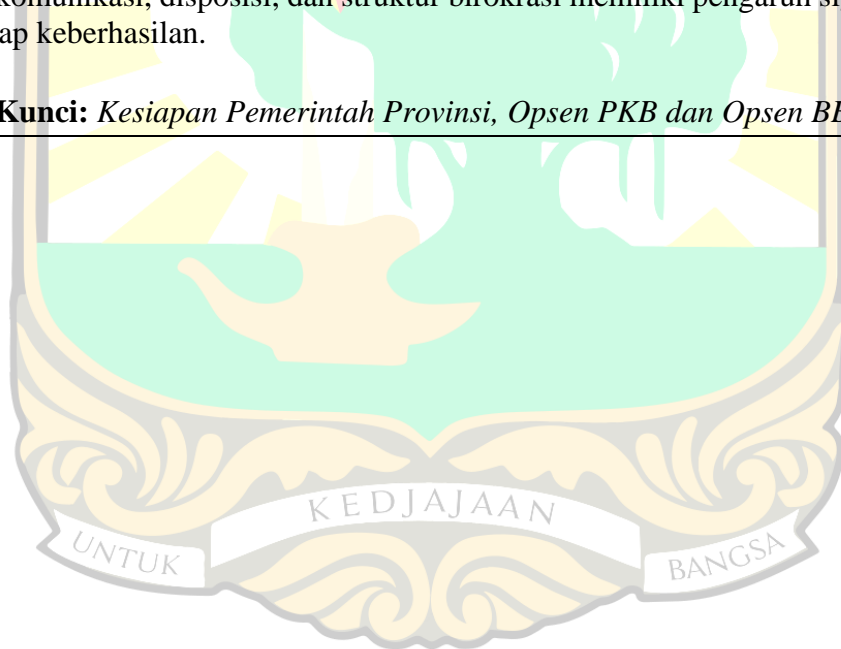 komunikasi, disposisi, dan struktur birokrasi memiliki pengaruh
keberhasilan.
Kunci: Kesiapan Pemerintah Provinsi, Opsen PKB dan Opsen
KEDJAJAAN
UNTUK
BANGSA